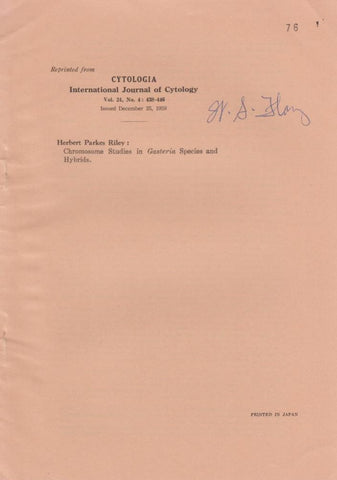 76
Reprinted from
CYTOLOGIA
International Journal of Cytology
Vol. 24, No. 4: 438-446
Issued December 25, 1959
Herbert Parkes Riley:
Chromosome Studies in Gasteria Species and
Hybrids.
PRINTED IN JAPAN